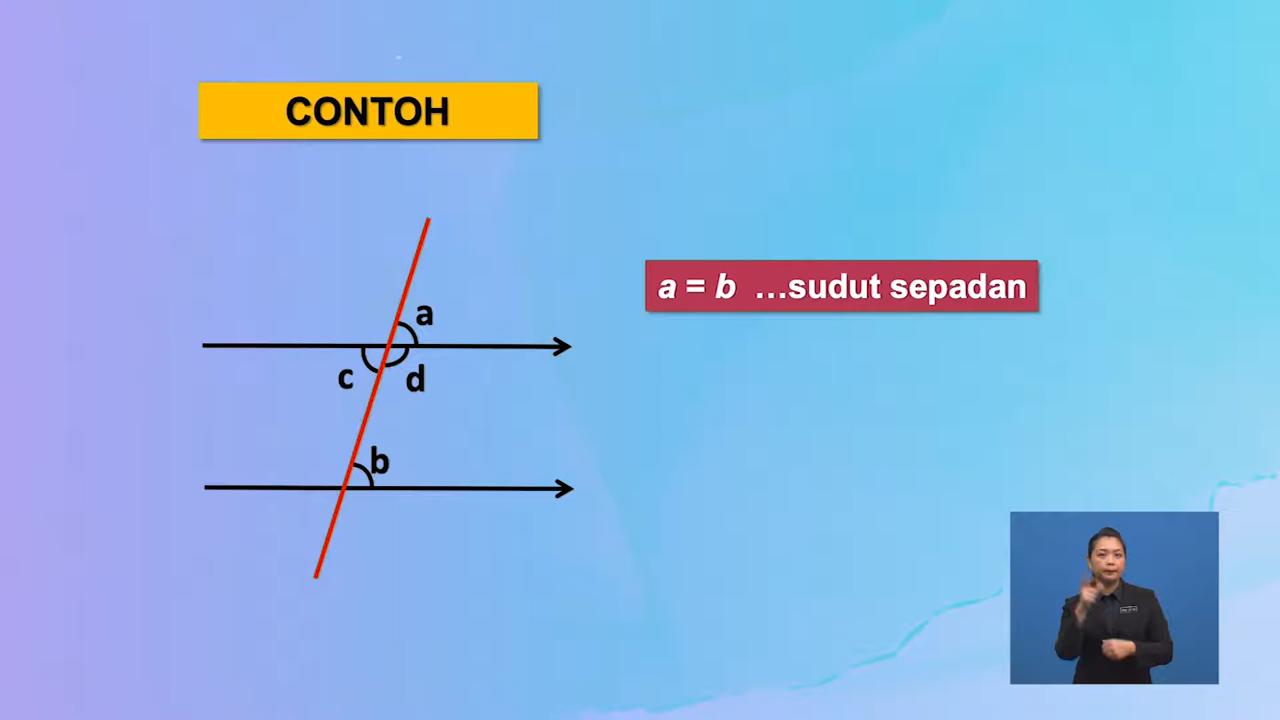 CONTOH
a = b …sudut sepadan
a
c
d
b